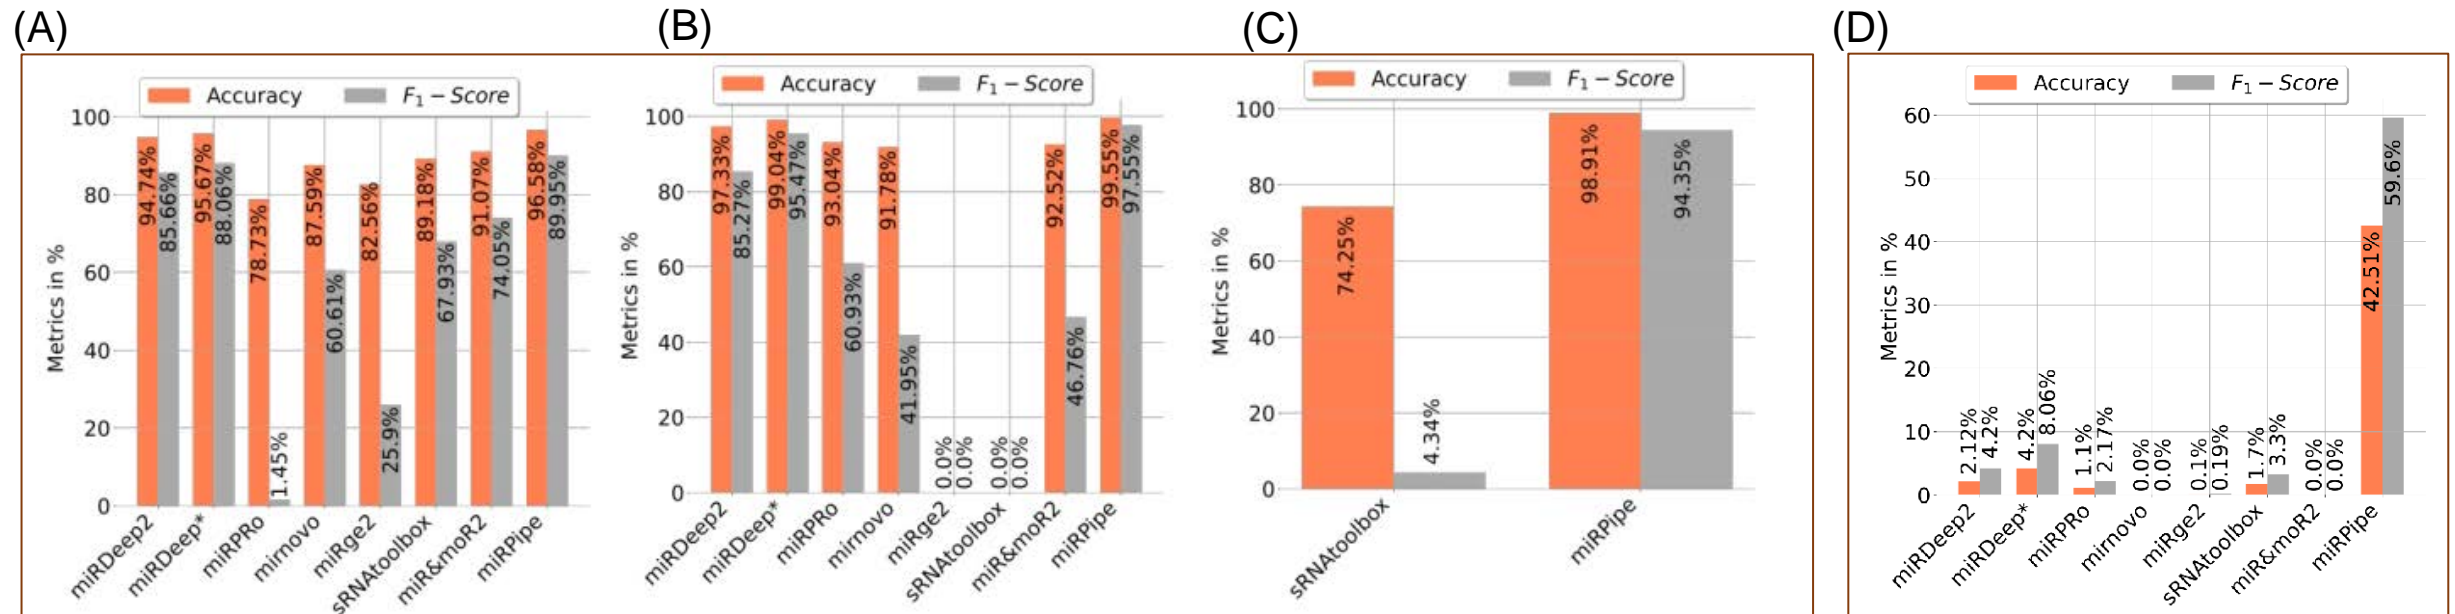 (A)
Accuracy F1 – Score
100
80
60
40
20
0
Metrics in %
94.74% 85.66% 95.67% 88.06% 78.73% 1.45% 87.59% 60.61% 82.56% 25.9% 89.18% 67.93% 91.07% 74.05% 96.58% 89.95%
miRDeep2 miRDeep* miRPRo mirnovo miRge2 sRNAtoolbox miR&moR2 miRPipe
(B)
Accuracy F1 – Score
100
80
60
40
20
0
Metrics in %
97.33% 85.27% 99.04% 95.47% 93.04% 60.93% 91.78% 41.95% 0.0% 0.0% 0.0% 0.0% 92.52% 46.76% 99.55% 97.55%
miRDeep2 miRDeep* miRPRo mirnovo miRge2 sRNAtoolbox miR&moR2 miRPipe
(C)
Accuracy F1 – Score
100
80
60
40
20
0
Metrics in %
74.25% 4.34% 98.91% 94.35%
sRNAtoolbox miRPipe
(D)
Accuracy F1 – Score
60
50
40
30
20
10
0
Metrics in %
2.12% 4.2% 4.2% 8.06% 1.1% 2.17% 0.0% 0.0% 0.1% 0.19% 1.7% 3.3% 0.0% 0.0% 42.51% 59.6%
miRDeep2 miRDeep* miRPRo mirnovo miRge2 sRNAtoolbox miR&moR2 miRPipe